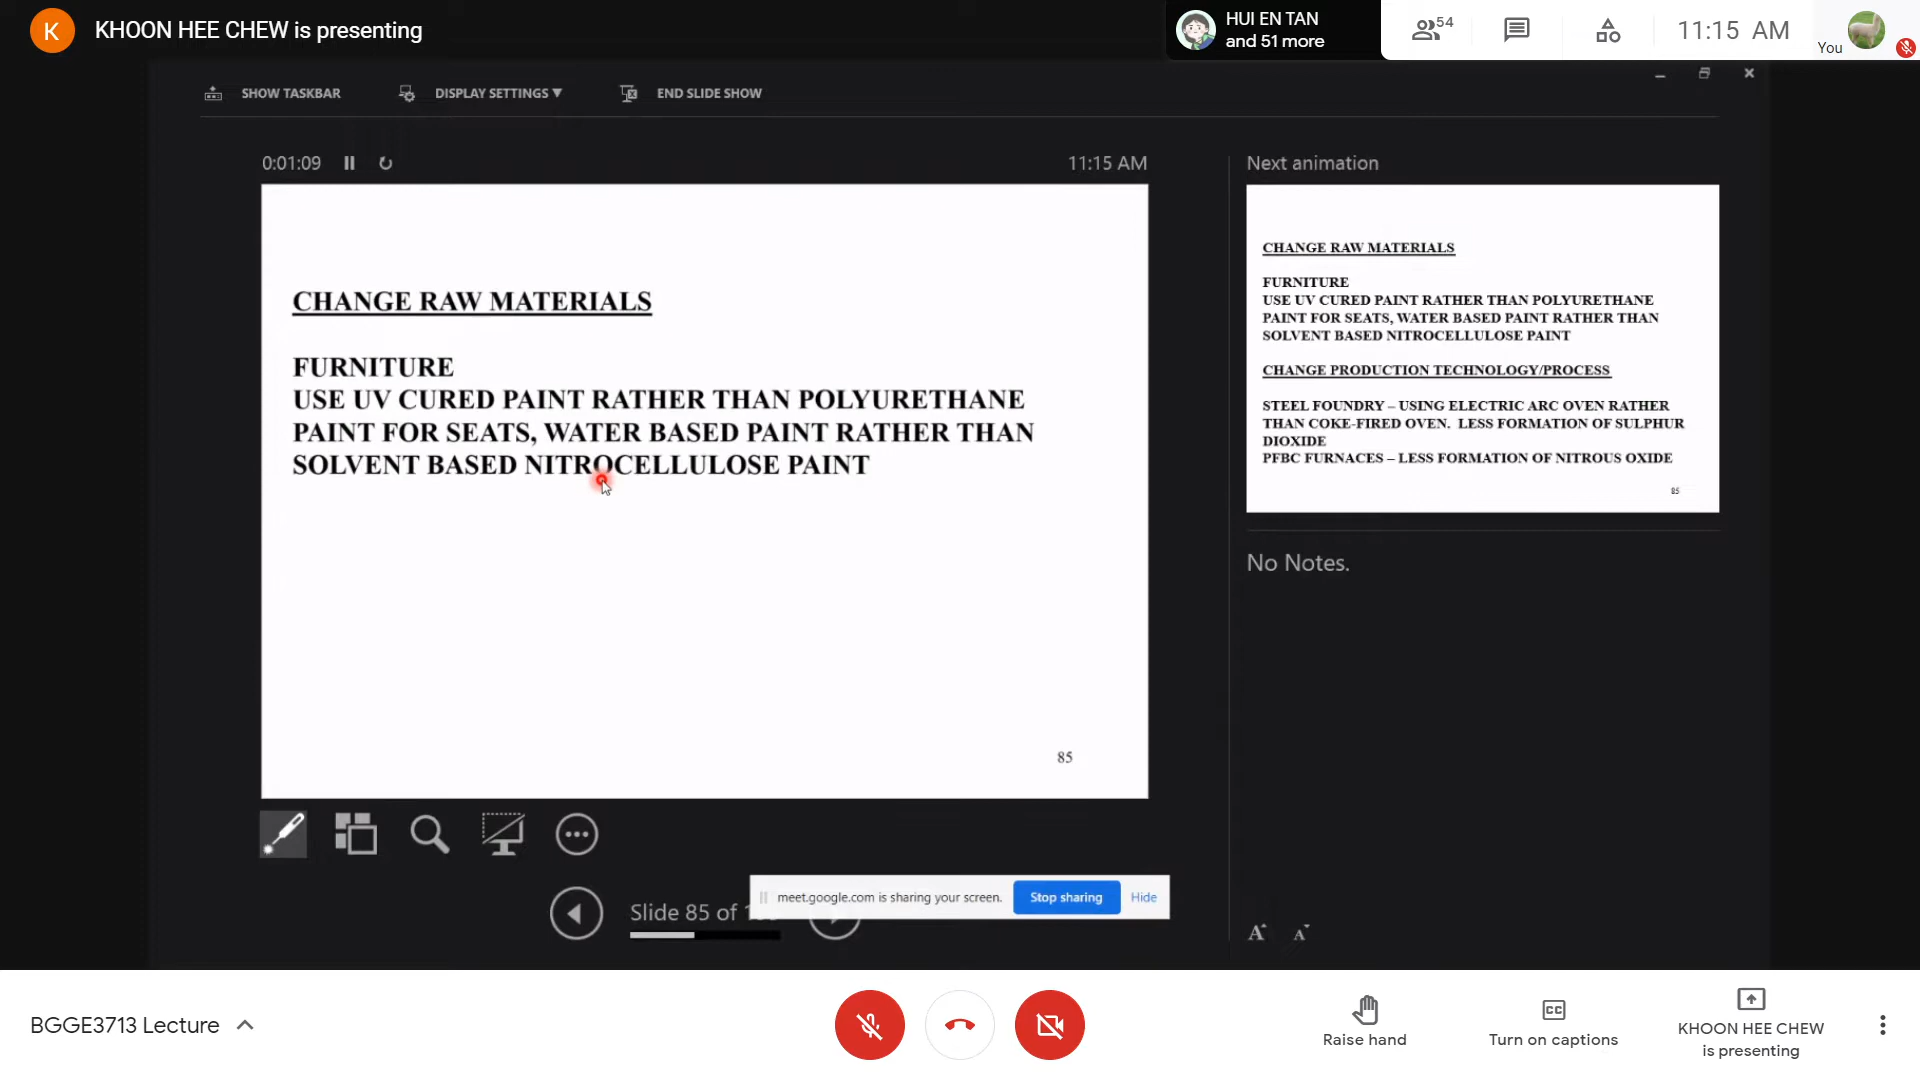 K
KHOON HEE CHEW is presenting
HUI EN TAN
and 51 more
54
11:15 AM
You
SHOW TASKBAR
DISPLAY SETTINGS ▼
END SLIDE SHOW
0:01:09
11:15 AM
CHANGE RAW MATERIALS
FURNITURE
USE UV CURED PAINT RATHER THAN POLYURETHANE
PAINT FOR SEATS, WATER BASED PAINT RATHER THAN
SOLVENT BASED NITROCELLULOSE PAINT
85
Next animation
CHANGE RAW MATERIALS
FURNITURE
USE UV CURED PAINT RATHER THAN POLYURETHANE
PAINT FOR SEATS, WATER BASED PAINT RATHER THAN
SOLVENT BASED NITROCELLULOSE PAINT
CHANGE PRODUCTION TECHNOLOGY/PROCESS
STEEL FOUNDRY – USING ELECTRIC ARC OVEN RATHER
THAN COKE-FIRED OVEN. LESS FORMATION OF SULPHUR
DIOXIDE
PFBC FURNACES – LESS FORMATION OF NITROUS OXIDE
85
No Notes.
Slide 85 of
meet.google.com is sharing your screen.
Stop sharing
Hide
A A
BGGE3713 Lecture
Raise hand
CC
Turn on captions
KHOON HEE CHEW
is presenting